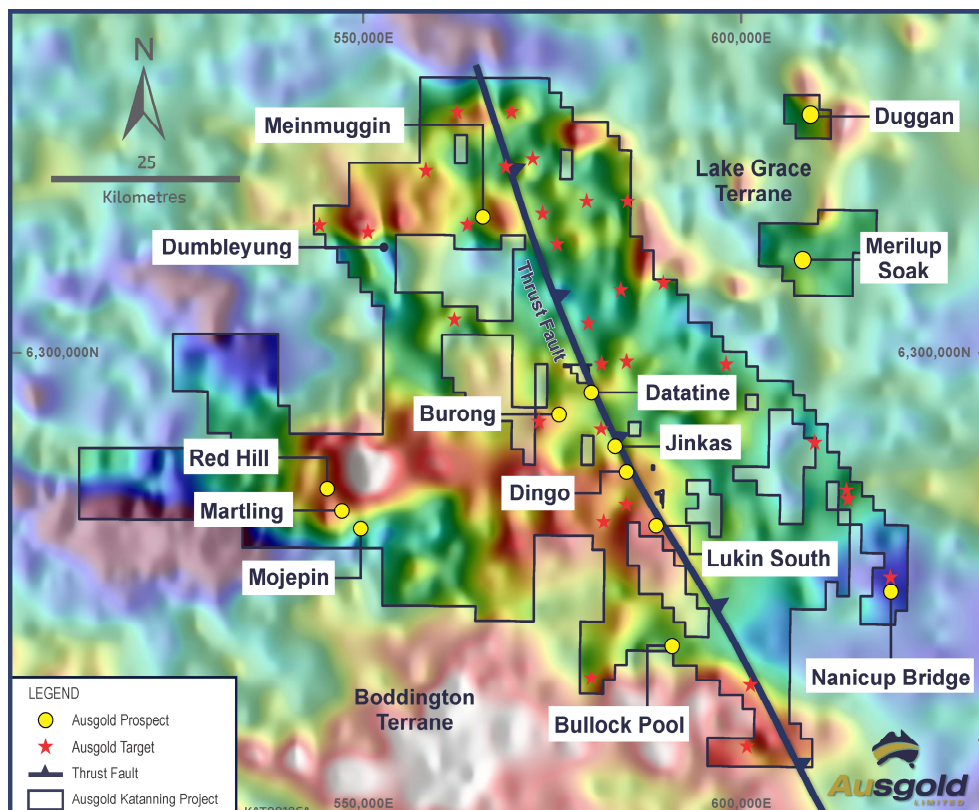 550,000E
600,000E
N
25
Kilometres
Meinmuggin
Duggan
Lake Grace
Terrane
Dumbleyung
Merilup
Soak
Thrust Fault
6,300,000N
6,300,000N
Datatine
Burong
Jinkas
Red Hill
Dingo
Martling
Lukin South
Mojepin
Nanicup Bridge
Boddington
Terrane
Bullock Pool
LEGEND
Ausgold Prospect
Ausgold Target
Thrust Fault
Ausgold Katanning Project
550,000E
600,000E
Ausgold
LIMITED